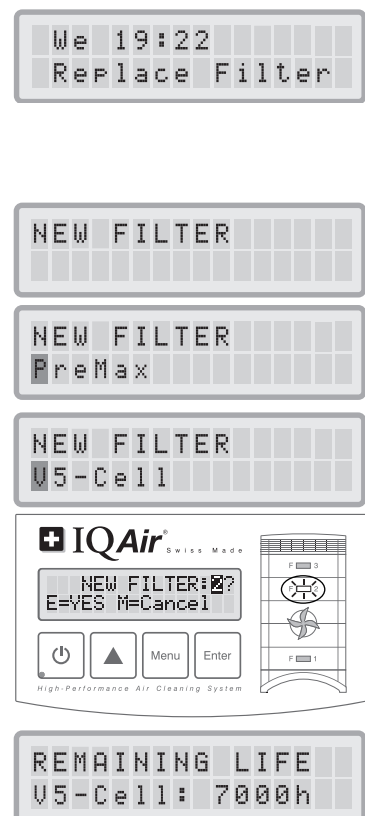 We 19:22
Replace Filter
NEW FILTER
NEW FILTER
PreMax
NEW FILTER
V5-Cell
IQAir®
Swiss Made
NEW FILTER:2?
E=YES M=Cancel
F 3
F 2
F 1
Menu
Enter
High-Performance Air Cleaning System
REMAINING LIFE
V5-Cell: 7000h